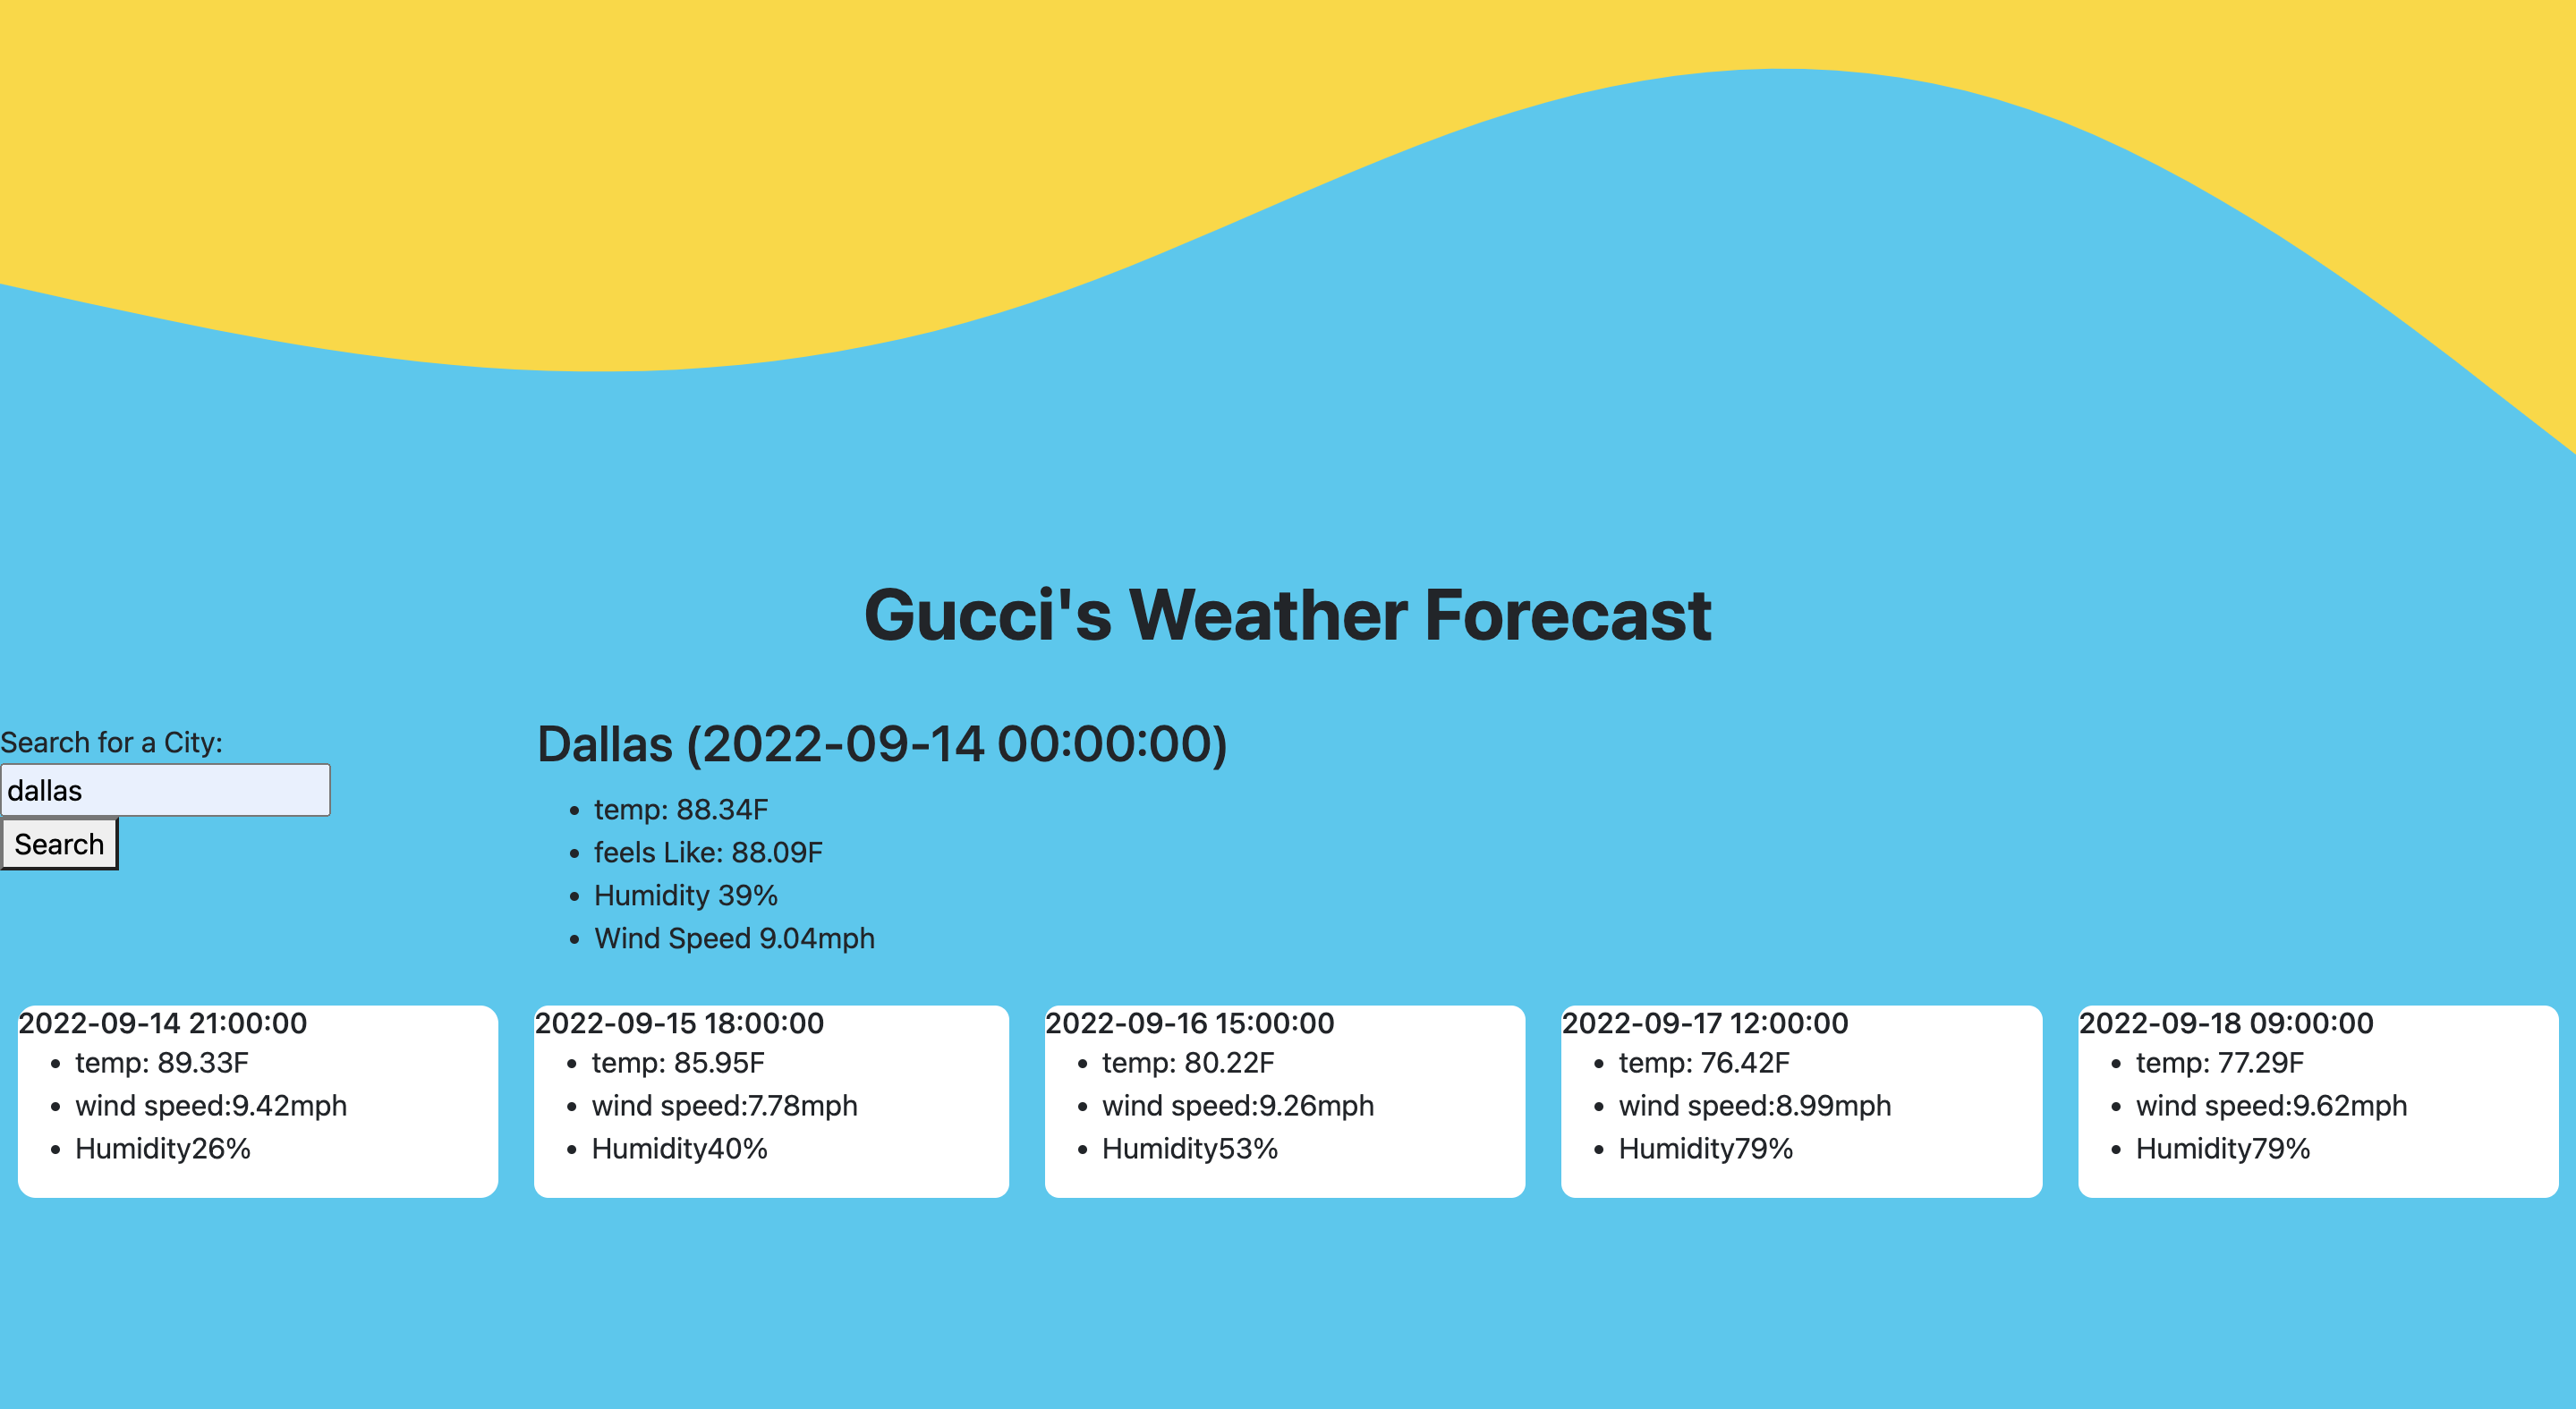 Gucci's Weather Forecast
Search for a City:
dallas
Search
Dallas (2022-09-14 00:00:00)
temp: 88.34F
feels Like: 88.09F
Humidity 39%
Wind Speed 9.04mph
2022-09-14 21:00:00
temp: 89.33F
wind speed:9.42mph
Humidity26%
2022-09-15 18:00:00
temp: 85.95F
wind speed:7.78mph
Humidity40%
2022-09-16 15:00:00
temp: 80.22F
wind speed:9.26mph
Humidity53%
2022-09-17 12:00:00
temp: 76.42F
wind speed:8.99mph
Humidity79%
2022-09-18 09:00:00
temp: 77.29F
wind speed:9.62mph
Humidity79%